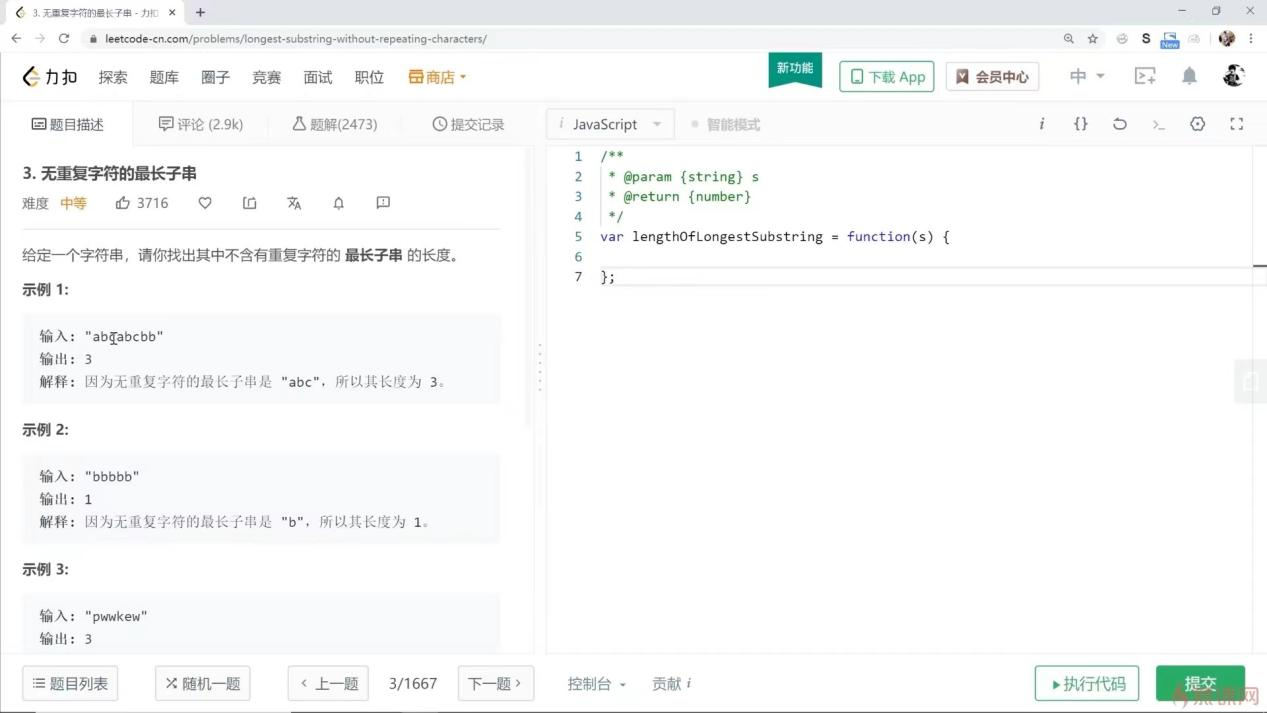 3. 无重复字符的最长子串 - 力扣
leetcode-cn.com/problems/longest-substring-without-repeating-characters/
S
New
力扣 探索 题库 圈子 竞赛 面试 职位 商店 新功能 下载 App 会员中心 中
题目描述 评论 (2.9k) 题解(2473) 提交记录 i JavaScript 智能模式 i {} >_
3. 无重复字符的最长子串
难度 中等 3716
给定一个字符串，请你找出其中不含有重复字符的 最长子串 的长度。
示例 1:
输入: "abcabcbb"
输出: 3
解释: 因为无重复字符的最长子串是 "abc"，所以其长度为 3。
示例 2:
输入: "bbbbb"
输出: 1
解释: 因为无重复字符的最长子串是 "b"，所以其长度为 1。
示例 3:
输入: "pwwkew"
输出: 3
1 /**
2 * @param {string} s
3 * @return {number}
4 */
5 var lengthOfLongestSubstring = function(s) {
6
7 };
题目列表 随机一题 上一题 3/1667 下一题 控制台 贡献 i 执行代码 提交
慕课网